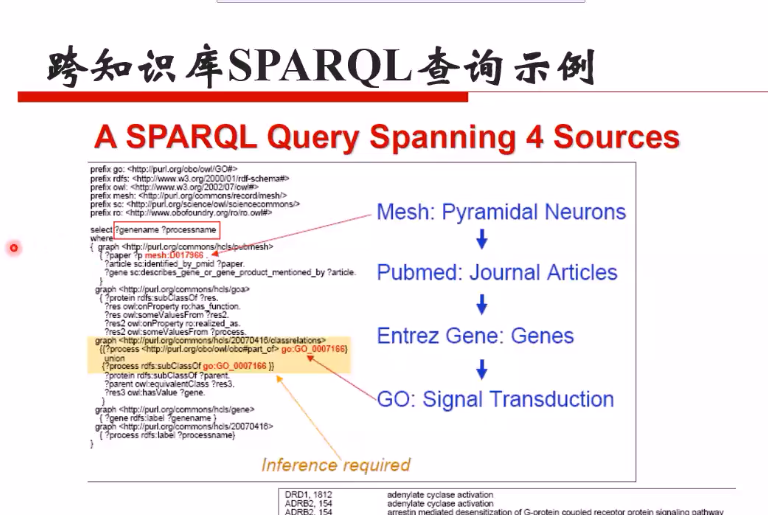 跨知识库SPARQL查询示例
A SPARQL Query Spanning 4 Sources
prefix go: <http://purl.org/obo/owl/GO#>
prefix rdfs: <http://www.w3.org/2000/01/rdf-schema#>
prefix owl: <http://www.w3.org/2002/07/owl#>
prefix mesh: <http://purl.org/commons/record/mesh/>
prefix sc: <http://purl.org/science/owl/sciencecommons/>
prefix ro: <http://www.obofoundry.org/ro/ro.owl#>
select ?genename ?processname
where
{ graph <http://purl.org/commons/hcls/pubmesh>
{ ?paper ?p mesh:D017966 .
?article sc:identified_by_pmid ?paper.
?gene sc:describes_gene_or_gene_product_mentioned_by ?article.
}
graph <http://purl.org/commons/hcls/goa>
{ ?protein rdfs:subClassOf ?res.
?res owl:onProperty ro:has_function.
?res owl:someValuesFrom ?res2.
?res2 owl:onProperty ro:realized_as.
?res2 owl:someValuesFrom ?process.
graph <http://purl.org/commons/hcls/20070416/classrelations>
{{?process <http://purl.org/obo/owl/obo#part_of> go:GO_0007166}
union
{?process rdfs:subClassOf go:GO_0007166 }}
?protein rdfs:subClassOf ?parent.
?parent owl:equivalentClass ?res3.
?res3 owl:hasValue ?gene.
}
graph <http://purl.org/commons/hcls/gene>
{ ?gene rdfs:label ?genename }
graph <http://purl.org/commons/hcls/20070416>
{ ?process rdfs:label ?processname}
}
Mesh: Pyramidal Neurons
Pubmed: Journal Articles
Entrez Gene: Genes
GO: Signal Transduction
Inference required
DRD1, 1812 adenylate cyclase activation
ADRB2, 154 adenylate cyclase activation
ADRB2, 154 arrestin mediated desensitization of G-protein coupled receptor protein signaling pathway